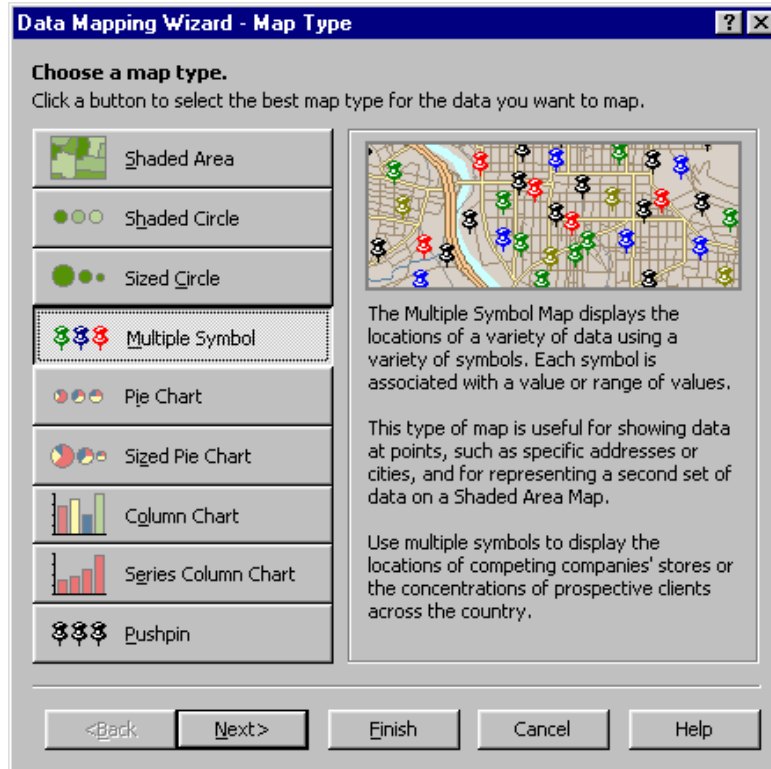 Data Mapping Wizard - Map Type
Choose a map type.
Click a button to select the best map type for the data you want to map.
Shaded Area
Shaded Circle
Sized Circle
Multiple Symbol
Pie Chart
Sized Pie Chart
Column Chart
Series Column Chart
Pushpin
The Multiple Symbol Map displays the
locations of a variety of data using a
variety of symbols. Each symbol is
associated with a value or range of values.
This type of map is useful for showing data
at points, such as specific addresses or
cities, and for representing a second set of
data on a Shaded Area Map.
Use multiple symbols to display the
locations of competing companies' stores or
the concentrations of prospective clients
across the country.
<Back
Next>
Finish
Cancel
Help